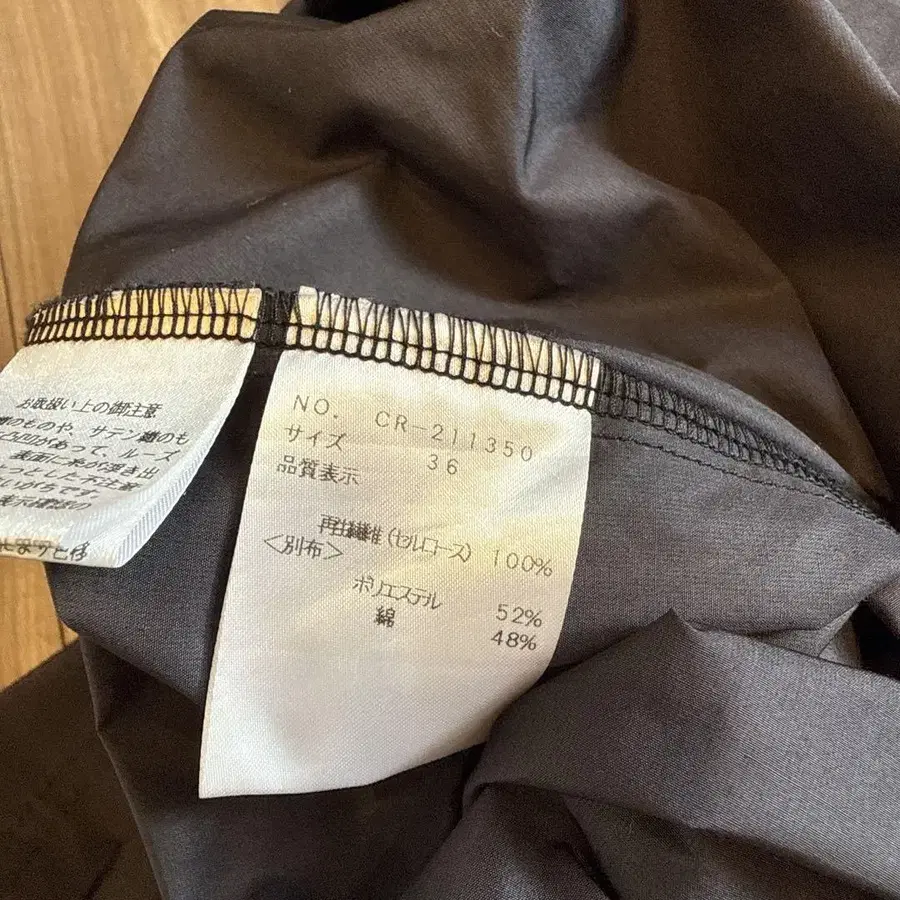 お取扱い上の御注意
のものや、サテン織のも
があって、ルーズ
表面に糸が浮き出
NO. CR-211350
サイズ 36
品質表示
再生繊維(セルロース) 100%
<別布>
ポリエステル 52%
綿 48%